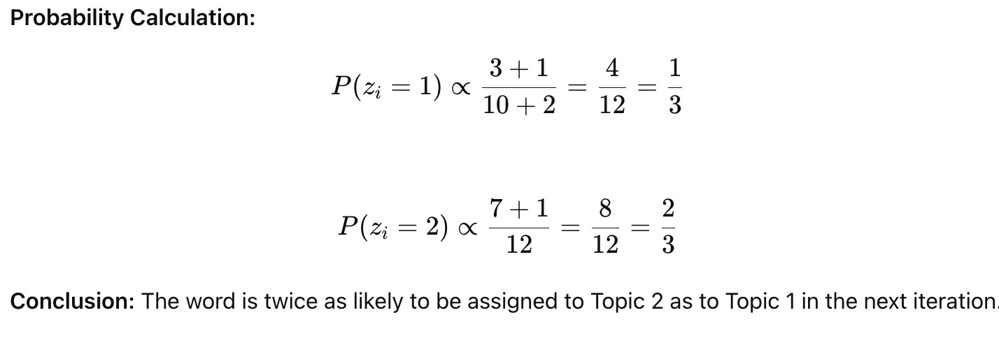 Probability Calculation:
P(z_i = 1) ∝ \frac{3 + 1}{10 + 2} = \frac{4}{12} = \frac{1}{3}
P(z_i = 2) ∝ \frac{7 + 1}{12} = \frac{8}{12} = \frac{2}{3}
Conclusion: The word is twice as likely to be assigned to Topic 2 as to Topic 1 in the next iteration.